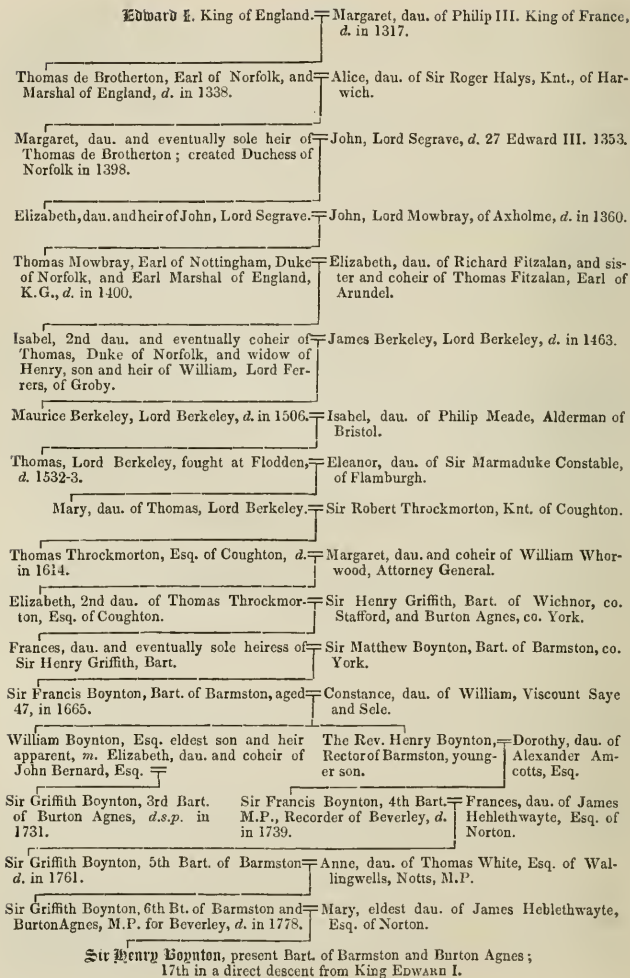 Edward I. King of England. Margaret, dau. of Philip III. King of France,
d. in 1317.
Thomas de Brotherton, Earl of Norfolk, and
Marshal of England, d. in 1338.
Alice, dau. of Sir Roger Halys, Knt., of Har-
wich.
Margaret, dau. and eventually sole heir of
Thomas de Brotherton; created Duchess of
Norfolk in 1398.
John, Lord Segrave, d. 27 Edward III. 1353.
Elizabeth, dau. and heir of John, Lord Segrave.
John, Lord Mowbray, of Axholme, d. in 1360.
Thomas Mowbray, Earl of Nottingham, Duke
of Norfolk, and Earl Marshal of England,
K.G., d. in 1400.
Elizabeth, dau. of Richard Fitzalan, and sis-
ter and coheir of Thomas Fitzalan, Earl of
Arundel.
Isabel, 2nd dau. and eventually coheir of
Thomas, Duke of Norfolk, and widow of
Henry, son and heir of William, Lord Fer-
rers, of Groby.
James Berkeley, Lord Berkeley, d. in 1463.
Maurice Berkeley, Lord Berkeley, d. in 1506.
Isabel, dau. of Philip Meade, Alderman of
Bristol.
Thomas, Lord Berkeley, fought at Flodden,
d. 1532-3.
Eleanor, dau. of Sir Marmaduke Constable,
of Flamburgh.
Mary, dau. of Thomas, Lord Berkeley.
Sir Robert Throckmorton, Knt. of Coughton.
Thomas Throckmorton, Esq. of Coughton, d.
in 1614.
Margaret, dau. and coheir of William Whor-
wood, Attorney General.
Elizabeth, 2nd dau. of Thomas Throckmor-
ton, Esq. of Coughton.
Sir Henry Griffith, Bart. of Wichnor, co.
Stafford, and Burton Agnes, co. York.
Frances, dau. and eventually sole heiress of
Sir Henry Griffith, Bart.
Sir Matthew Boynton, Bart. of Barmston, co.
York.
Sir Francis Boynton, Bart. of Barmston, aged
47, in 1665.
Constance, dau. of William, Viscount Saye
and Sele.
William Boynton, Esq. eldest son and heir
apparent, m. Elizabeth, dau. and coheir of
John Bernard, Esq.
The Rev. Henry Boynton,
Rector of Barmston, young-
er son.
Dorothy, dau. of
Alexander Am-
cotts, Esq.
Sir Griffith Boynton, 3rd Bart.
of Burton Agnes, d.s.p. in
1731.
Sir Francis Boynton, 4th Bart.
M.P., Recorder of Beverley, d.
in 1739.
Frances, dau. of James
Heblethwayte, Esq. of
Norton.
Sir Griffith Boynton, 5th Bart. of Barmston
d. in 1761.
Anne, dau. of Thomas White, Esq. of Wal-
lingwells, Notts, M.P.
Sir Griffith Boynton, 6th Bt. of Barmston and
Burton Agnes, M.P. for Beverley, d. in 1778.
Mary, eldest dau. of James Heblethwayte,
Esq. of Norton.
Sir Henry Boynton, present Bart. of Barmston and Burton Agnes;
17th in a direct descent from King EDWARD I.